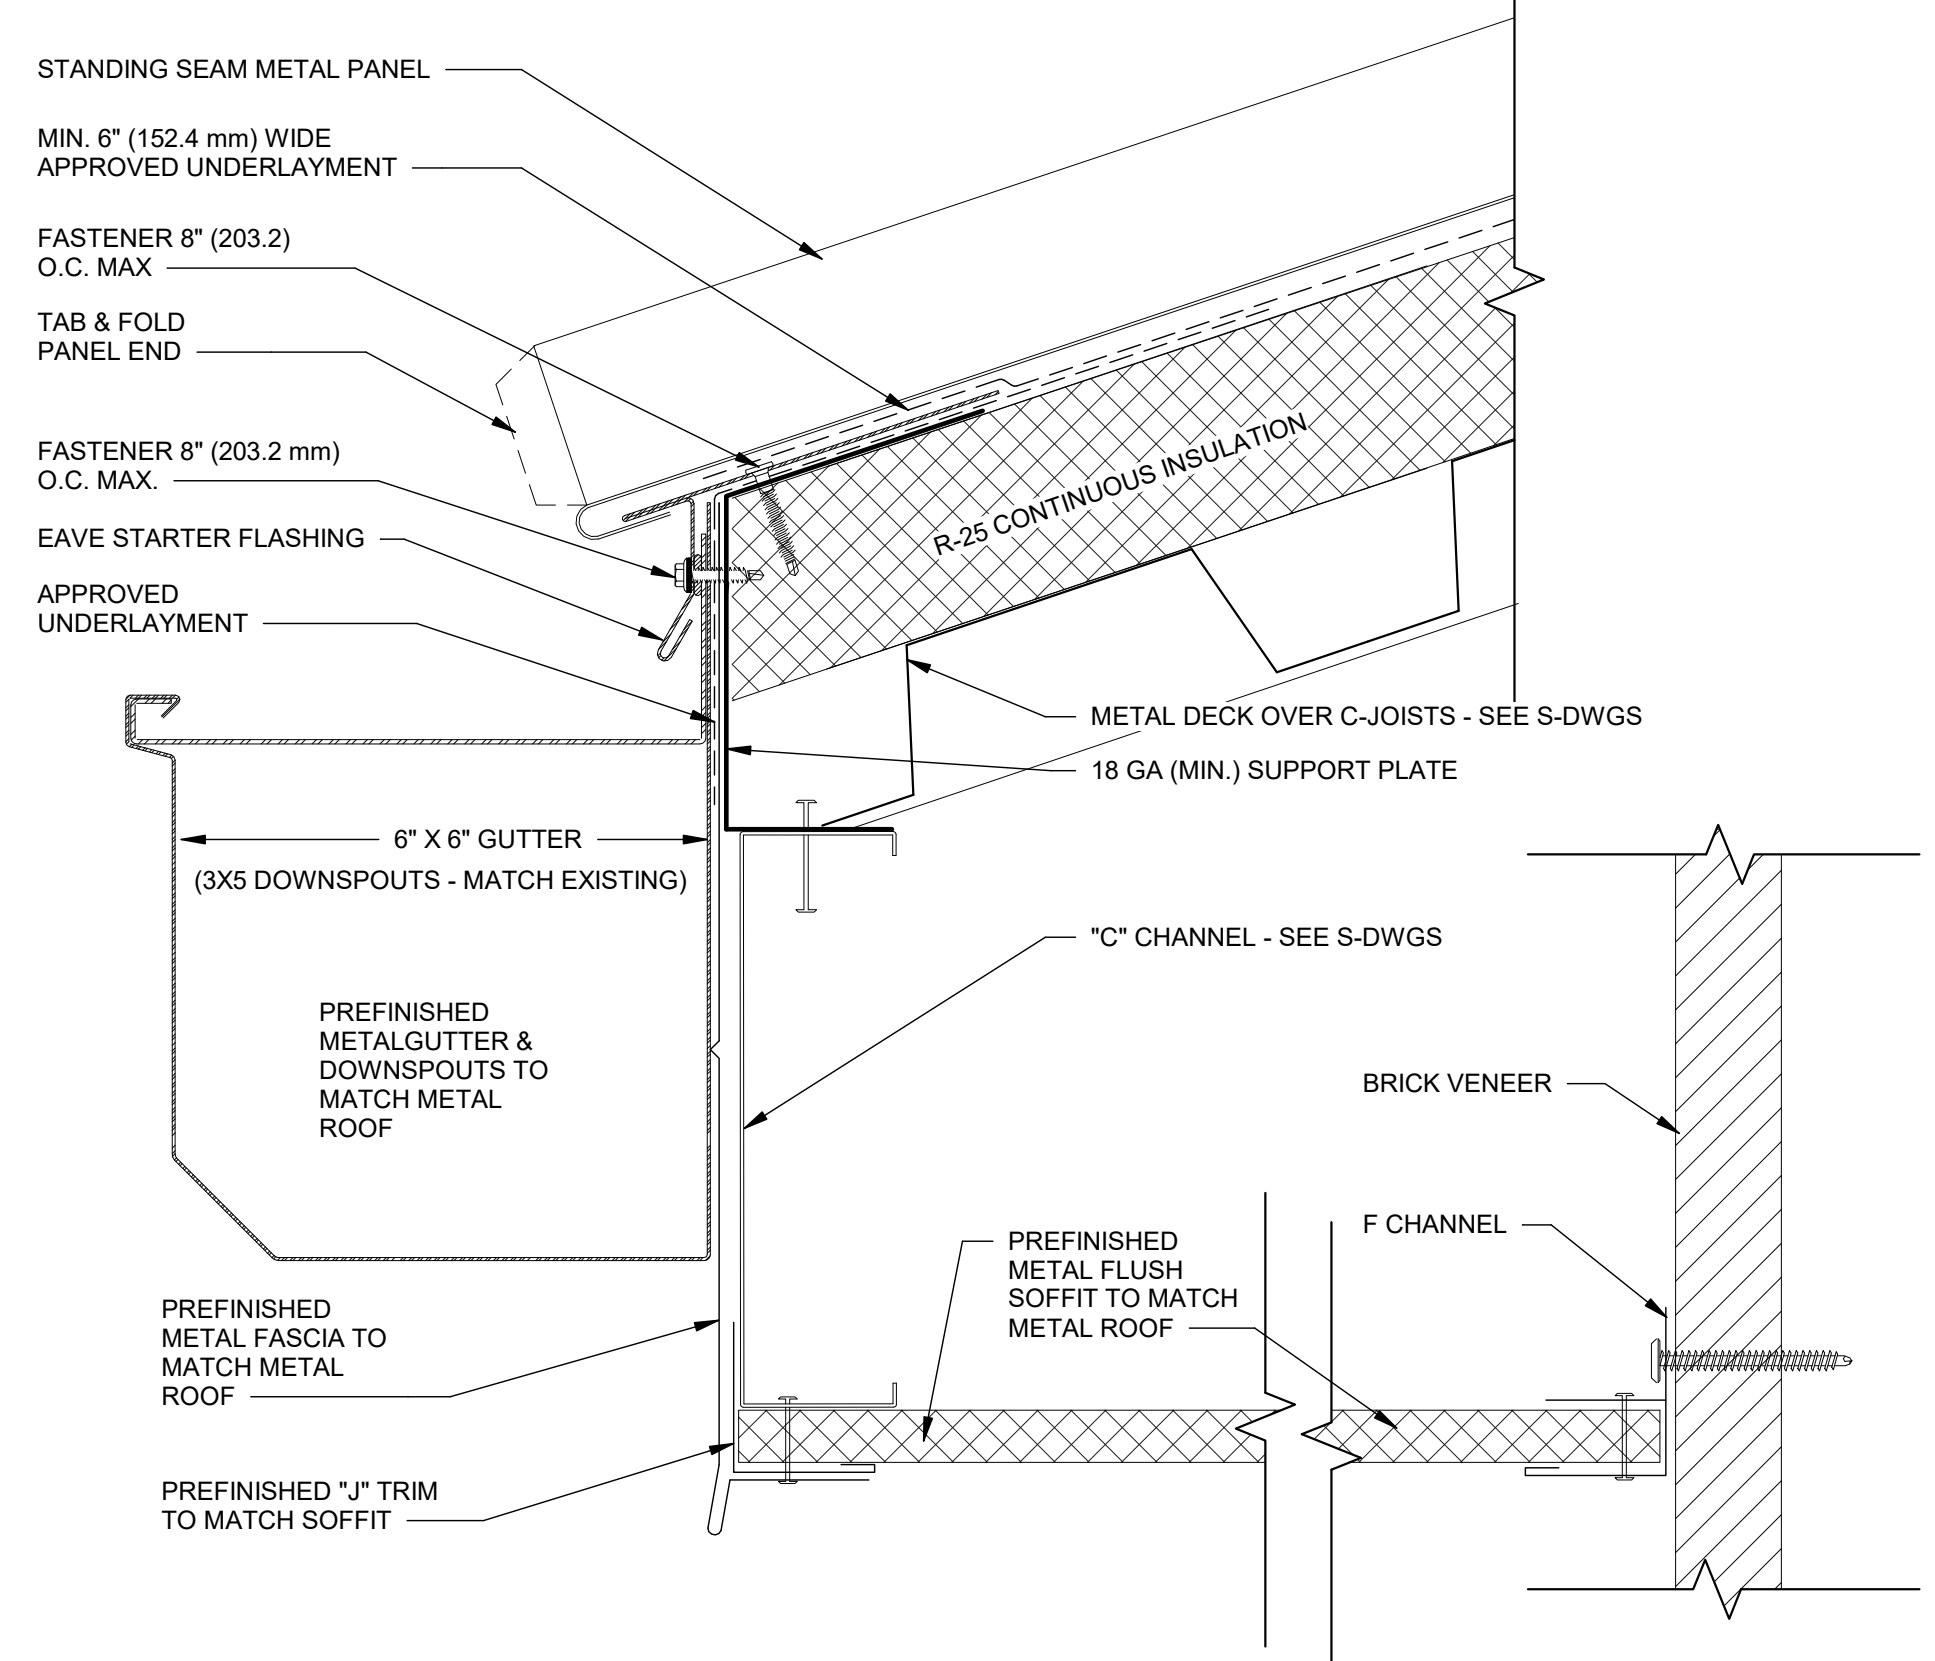 STANDING SEAM METAL PANEL
MIN. 6" (152.4 mm) WIDE
APPROVED UNDERLAYMENT
FASTENER 8" (203.2)
O.C. MAX
TAB & FOLD
PANEL END
FASTENER 8" (203.2 mm)
O.C. MAX.
EAVE STARTER FLASHING
APPROVED
UNDERLAYMENT
R-25 CONTINUOUS INSULATION
METAL DECK OVER C-JOISTS - SEE S-DWGS
18 GA (MIN.) SUPPORT PLATE
6" X 6" GUTTER
(3X5 DOWNSPOUTS - MATCH EXISTING)
"C" CHANNEL - SEE S-DWGS
PREFINISHED
METALGUTTER &
DOWNSPOUTS TO
MATCH METAL
ROOF
BRICK VENEER
F CHANNEL
PREFINISHED
METAL FLUSH
SOFFIT TO MATCH
METAL ROOF
PREFINISHED
METAL FASCIA TO
MATCH METAL
ROOF
PREFINISHED "J" TRIM
TO MATCH SOFFIT